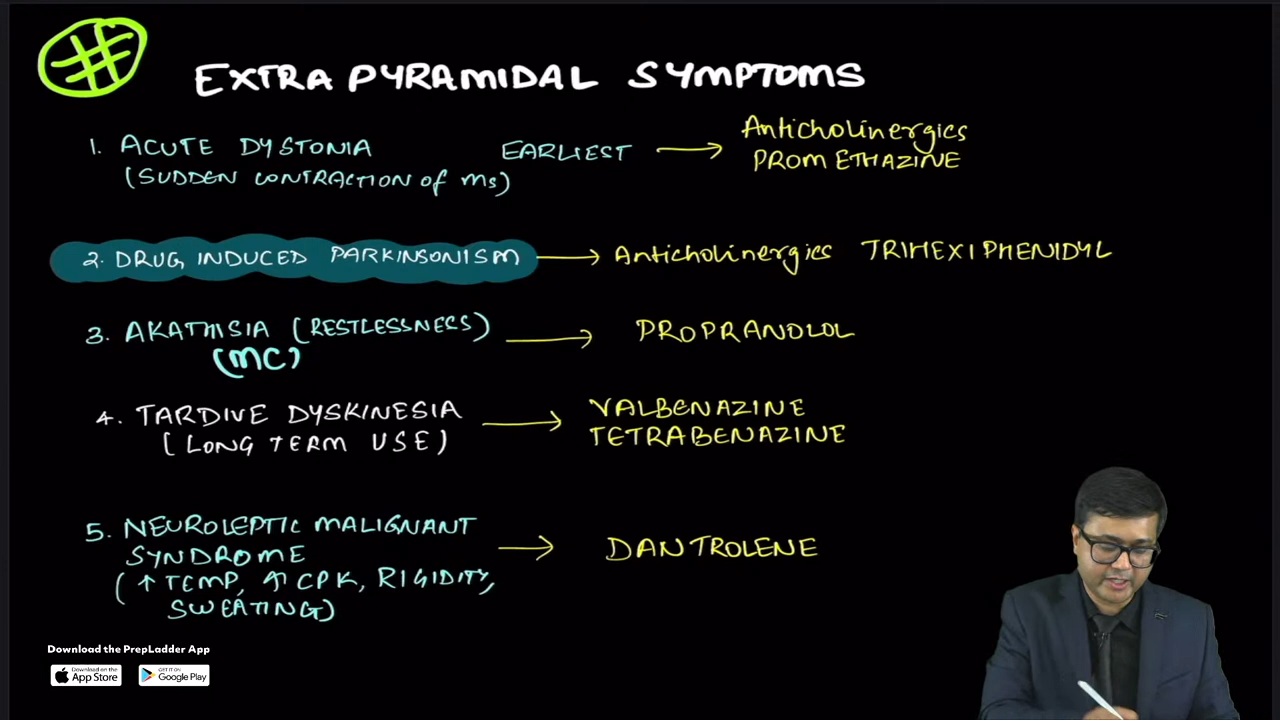 EXTRA PYRAMIDAL SYMPTOMS
1. ACUTE DYSTONIA EARLIEST → Anticholinergics
(SUDDEN CONTRACTION of ms) PROMETHAZINE
2. DRUG INDUCED PARKINSONISM → Anticholinergics TRIHEXIPHENIDYL
3. AKATHISIA (RESTLESSNESS) → PROPRANOLOL
(MC)
4. TARDIVE DYSKINESIA → VALBENAZINE
(LONG TERM USE) TETRABENAZINE
5. NEUROLEPTIC MALIGNANT
SYNDROME → DANTROLENE
(↑ TEMP, ↑ CPK, RIGIDITY,
SWEATING)
Download the PrepLadder App
Download on the App Store GET IT ON Google Play